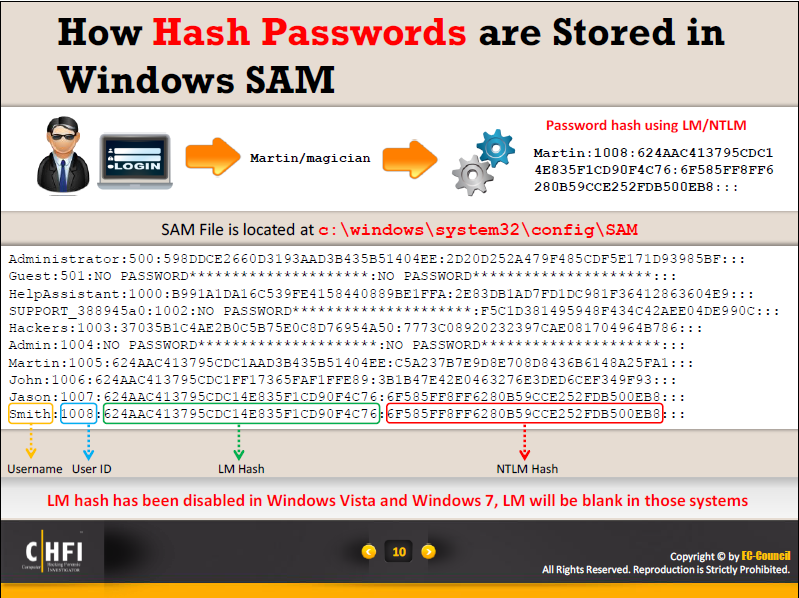 How Hash Passwords are Stored in
Windows SAM
Password hash using LM/NTLM
LOGIN
Martin/magician
Martin:1008:624AAC413795CDC1
4E835F1CD90F4C76:6F585FF8FF6
280B59CCE252FDB500EB8:::
SAM File is located at c:\windows\system32\config\SAM
Administrator:500:598DDCE2660D3193AAD3B435B51404EE:2D20D252A479F485CDF5E171D93985BF:::
Guest:501:NO PASSWORD*********************:NO PASSWORD*********************:::
HelpAssistant:1000:B991A1DA16C539FE4158440889BE1FFA:2E83DB1AD7FD1DC981F36412863604E9:::
SUPPORT_388945a0:1002:NO PASSWORD*********************:F5C1D381495948F434C42AEE04DE990C:::
Hackers:1003:37035B1C4AE2B0C5B75E0C8D76954A50:7773C08920232397CAE081704964B786:::
Admin:1004:NO PASSWORD*********************:NO PASSWORD*********************:::
Martin:1005:624AAC413795CDC1AAD3B435B51404EE:C5A237B7E9D8E708D8436B6148A25FA1:::
John:1006:624AAC413795CDC1FF17365FAF1FFE89:3B1B47E42E0463276E3DED6CEF349F93:::
Jason:1007:624AAC413795CDC14E835F1CD90F4C76:6F585FF8FF6280B59CCE252FDB500EB8:::
Smith:1008:624AAC413795CDC14E835F1CD90F4C76:6F585FF8FF6280B59CCE252FDB500EB8:::
Username User ID LM Hash NTLM Hash
LM hash has been disabled in Windows Vista and Windows 7, LM will be blank in those systems
CHFI
Computer Hacking Forensic
INVESTIGATOR
10
Copyright © by EC-Council
All Rights Reserved. Reproduction is Strictly Prohibited.